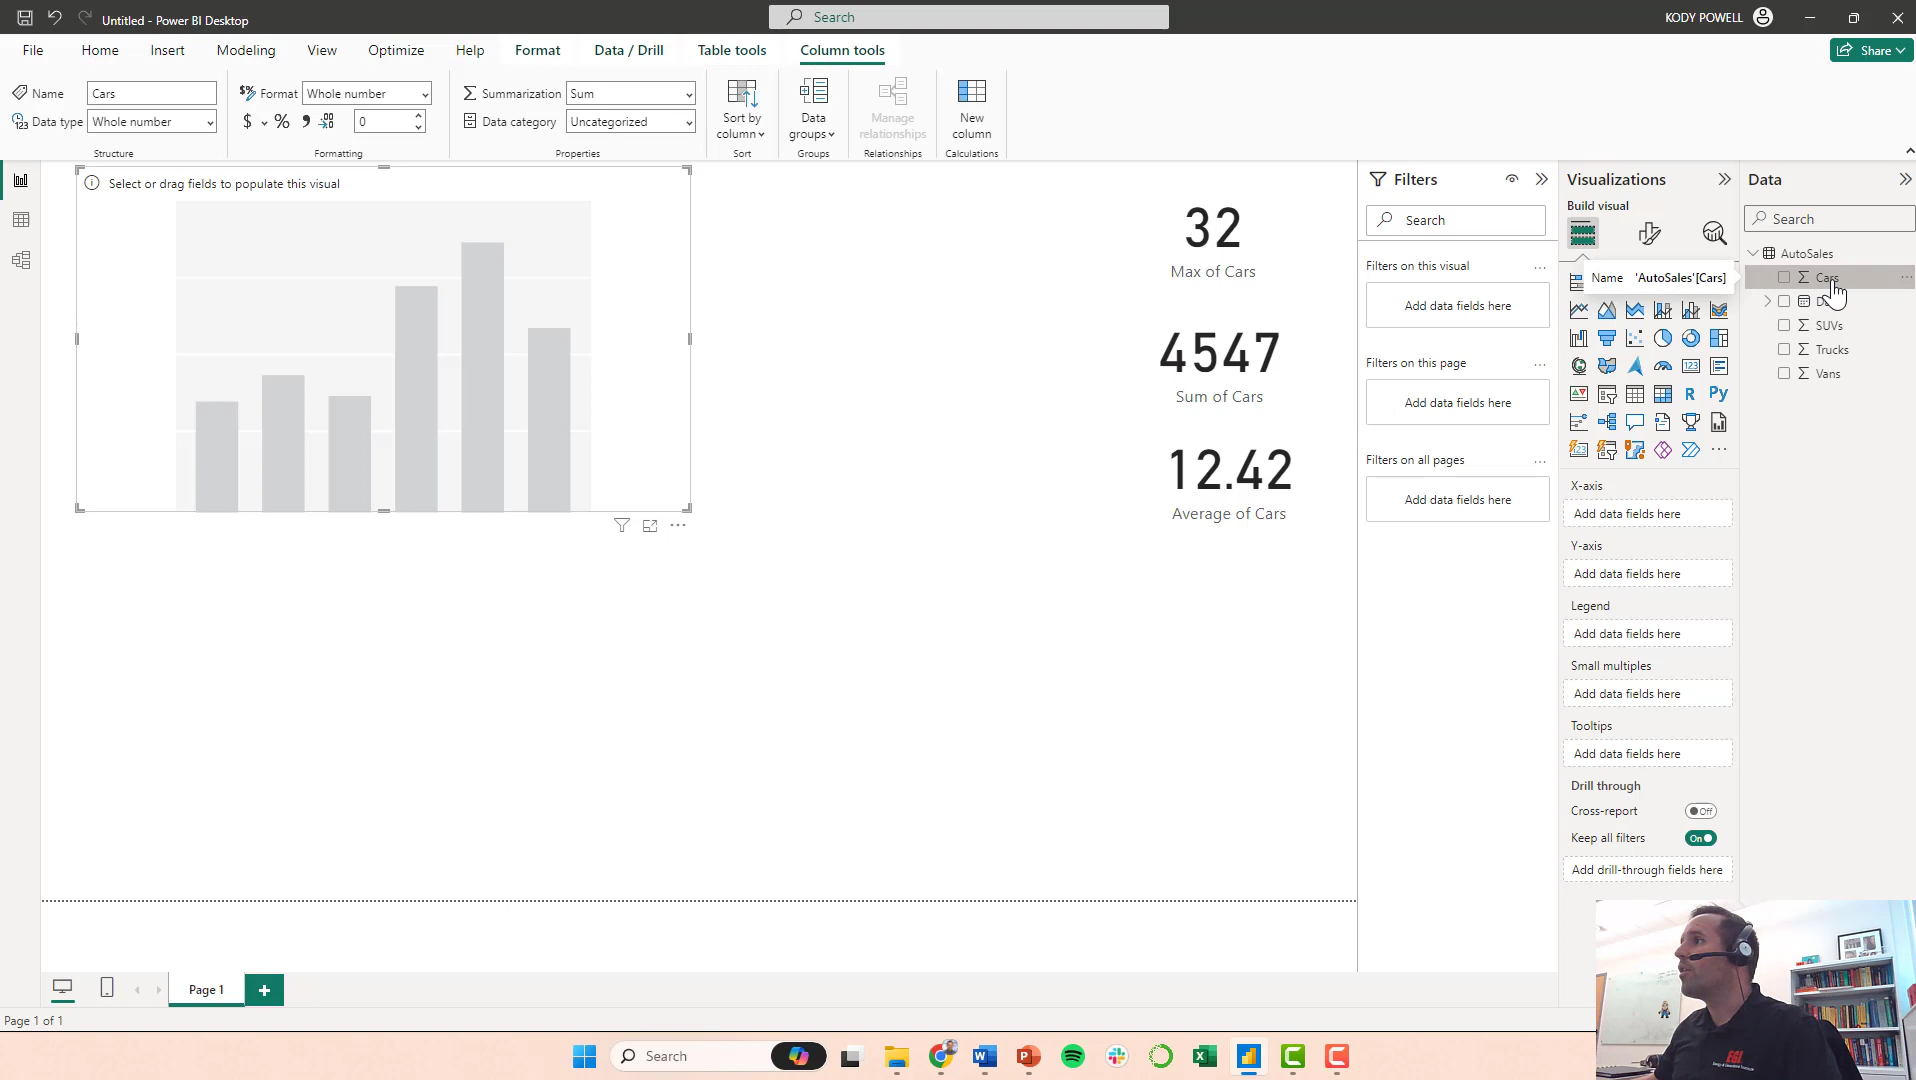 Untitled - Power BI Desktop
Search
KODY POWELL
File Home Insert Modeling View Optimize Help Format Data / Drill Table tools Column tools
Share
Name Cars
Data type Whole number
Structure
Format Whole number
$ % 9 .00 0
Formatting
Summarization Sum
Data category Uncategorized
Properties
Sort by column
Sort
Data groups
Groups
Manage relationships
Relationships
New column
Calculations
Select or drag fields to populate this visual
32
Max of Cars
4547
Sum of Cars
12.42
Average of Cars
Filters
Search
Filters on this visual
Add data fields here
Filters on this page
Add data fields here
Filters on all pages
Add data fields here
Visualizations
Build visual
Name 'AutoSales'[Cars]
123
R Py
123
X-axis
Add data fields here
Y-axis
Add data fields here
Legend
Add data fields here
Small multiples
Add data fields here
Tooltips
Add data fields here
Drill through
Cross-report Off
Keep all filters On
Add drill-through fields here
Data
Search
AutoSales
Cars
SUVs
Trucks
Vans
Page 1
Page 1 of 1
Search